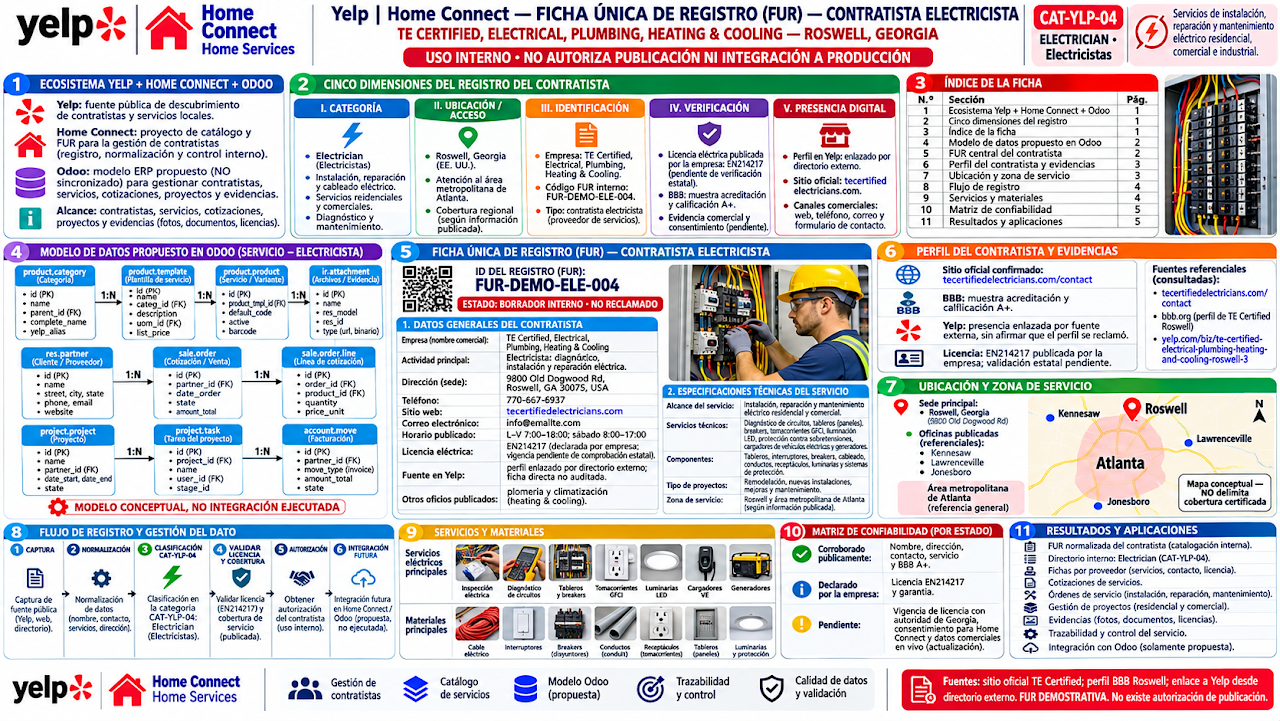 yelp
Home
Connect
Home Services
Yelp | Home Connect — FICHA ÚNICA DE REGISTRO (FUR) — CONTRATISTA ELECTRICISTA
TE CERTIFIED, ELECTRICAL, PLUMBING, HEATING & COOLING — ROSWELL, GEORGIA
USO INTERNO • NO AUTORIZA PUBLICACIÓN NI INTEGRACIÓN A PRODUCCIÓN
CAT-YLP-04
ELECTRICIAN •
Electricistas
Servicios de instalación,
reparación y mantenimiento
eléctrico residencial,
comercial e industrial.
1 ECOSISTEMA YELP + HOME CONNECT + ODOO
Yelp: fuente pública de descubrimiento
de contratistas y servicios locales.
Home Connect: proyecto de catálogo y
FUR para la gestión de contratistas
(registro, normalización y control interno).
Odoo: modelo ERP propuesto (NO
sincronizado) para gestionar contratistas,
servicios, cotizaciones, proyectos y evidencias.
Alcance: contratistas, servicios, cotizaciones,
proyectos y evidencias (fotos, documentos, licencias).
2 CINCO DIMENSIONES DEL REGISTRO DEL CONTRATISTA
I. CATEGORÍA
• Electrician
(Electricistas)
• Instalación, reparación
y cableado eléctrico.
• Servicios residenciales
y comerciales.
• Diagnóstico y
mantenimiento.
II. UBICACIÓN /
ACCESO
• Roswell, Georgia
(EE. UU.).
• Atención al área
metropolitana de
Atlanta.
• Cobertura regional
(según información
publicada).
III. IDENTIFICACIÓN
• Empresa: TE Certified,
Electrical, Plumbing,
Heating & Cooling.
• Código FUR interno:
FUR-DEMO-ELE-004.
• Tipo: contratista electricista
(proveedor de servicios).
IV. VERIFICACIÓN
• Licencia eléctrica publicada
por la empresa: EN214217
(pendiente de verificación
estatal).
• BBB: muestra acreditación
y calificación A+.
• Evidencia comercial y
consentimiento (pendiente).
V. PRESENCIA DIGITAL
• Perfil en Yelp: enlazado por
directorio externo.
• Sitio oficial: tecertified
electricians.com.
• Canales comerciales:
web, teléfono, correo y
formulario de contacto.
3 ÍNDICE DE LA FICHA
N.° Sección Pág.
1 Ecosistema Yelp + Home Connect + Odoo 1
2 Cinco dimensiones del registro 1
3 Índice de la ficha 1
4 Modelo de datos propuesto en Odoo 2
5 FUR central del contratista 2
6 Perfil del contratista y evidencias 3
7 Ubicación y zona de servicio 3
8 Flujo de registro 4
9 Servicios y materiales 4
10 Matriz de confiabilidad 5
11 Resultados y aplicaciones 5
4 MODELO DE DATOS PROPUESTO EN ODOO (SERVICIO – ELECTRICISTA)
product.category
(Categoría)
• id (PK)
• name
• parent_id (FK)
• complete_name
• yelp_alias
1:N
product.template
(Plantilla de servicio)
• id (PK)
• name
• categ_id (FK)
• description
• uom_id (FK)
• list_price
1:N
product.product
(Servicio / Variante)
• id (PK)
• product_tmpl_id(FK)
• default_code
• active
• barcode
1:N
ir.attachment
(Archivos / Evidencia)
• id (PK)
• name
• res_model
• res_id
• type (url, binario)
res.partner
(Cliente / Proveedor)
• id (PK)
• name
• street, city, state
• phone, email
• website
1:N
sale.order
(Cotización / Venta)
• id (PK)
• partner_id (FK)
• date_order
• state
• amount_total
1:N
sale.order.line
(Línea de cotización)
• id (PK)
• order_id (FK)
• product_id (FK)
• quantity
• price_unit
project.project
(Proyecto)
• id (PK)
• name
• partner_id (FK)
• date_start, date_end
• state
1:N
project.task
(Tarea del proyecto)
• id (PK)
• project_id (FK)
• name
• user_id (FK)
• stage_id
1:N
account.move
(Facturación)
• id (PK)
• partner_id (FK)
• move_type (invoice)
• amount_total
• state
MODELO CONCEPTUAL, NO INTEGRACIÓN EJECUTADA
5 FICHA ÚNICA DE REGISTRO (FUR) — CONTRATISTA ELECTRICISTA
ID DEL REGISTRO (FUR):
FUR-DEMO-ELE-004
ESTADO: BORRADOR INTERNO • NO RECLAMADO
1. DATOS GENERALES DEL CONTRATISTA
Empresa (nombre comercial): TE Certified, Electrical,
Plumbing, Heating & Cooling
Actividad principal: Electricista: diagnóstico,
instalación y reparación eléctrica.
Dirección (sede): 9800 Old Dogwood Rd,
Roswell, GA 30075, USA
Teléfono: 770-667-6937
Sitio web: tecertifiedelectricians.com
Correo electrónico: info@emailte.com
Horario publicado: L–V 7:00–18:00; sábado 8:00–17:00
Licencia eléctrica: EN214217 (declarada por empresa;
vigencia pendiente de comprobación estatal).
Fuente en Yelp: perfil enlazado por directorio externo;
ficha directa no auditada.
Otros oficios publicados: plomería y climatización
(heating & cooling).
2. ESPECIFICACIONES TÉCNICAS DEL SERVICIO
Alcance del servicio: Instalación, reparación y mantenimiento
eléctrico residencial y comercial.
Servicios técnicos: Diagnóstico de circuitos, tableros (paneles),
breakers, tomacorrientes GFCI, iluminación
LED, protección contra sobretensiones,
cargadores de vehículos eléctricos y generadores.
Componentes: Tableros, interruptores, breakers, cableado,
conductos, receptáculos, luminarias y sistemas
de protección.
Tipo de proyectos: Remodelación, nuevas instalaciones,
mejoras y mantenimiento.
Zona de servicio: Roswell y área metropolitana de Atlanta
(según información publicada).
6 PERFIL DEL CONTRATISTA Y EVIDENCIAS
Sitio oficial confirmado:
tecertifiedelectricians.com/contact
BBB
BBB: muestra acreditación y
calificación A+.
Yelp: presencia enlazada por fuente
externa, sin afirmar que el perfil se reclamó.
Licencia: EN214217 publicada por la
empresa; validación estatal pendiente.
Fuentes referenciales
(consultadas):
• tecertifiedelectricians.com/
contact
• bbb.org (perfil de TE Certified
Roswell)
• yelp.com/biz/te-certified-
electrical-plumbing-heating-
and-cooling-roswell-3
7 UBICACIÓN Y ZONA DE SERVICIO
Sede principal:
• Roswell, Georgia
(9800 Old Dogwood Rd)
• Oficinas publicadas
(referenciales):
• Kennesaw
• Lawrenceville
• Jonesboro
Área metropolitana
de Atlanta
(referencia general)
Kennesaw
Roswell
N
Lawrenceville
Atlanta
Jonesboro
Mapa conceptual —
NO delimita
cobertura certificada
8 FLUJO DE REGISTRO Y GESTIÓN DEL DATO
1 CAPTURA
Captura de
fuente pública
(Yelp, web,
directorio).
2 NORMALIZACIÓN
Normalización
de datos
(nombre, contacto,
servicios, dirección).
3 CLASIFICACIÓN
CAT-YLP-04
Clasificación en
la categoría
CAT-YLP-04:
Electrician
(Electricistas).
4 VALIDAR
LICENCIA
Y COBERTURA
Validar licencia
(EN214217) y
cobertura de
servicio
(publicada).
5 AUTORIZACIÓN
Obtener
autorización
del contratista
(uso interno).
6 INTEGRACIÓN
FUTURA
Integración futura
en Home Connect /
Odoo (propuesta,
no ejecutada).
9 SERVICIOS Y MATERIALES
Servicios
eléctricos
principales
Inspección
eléctrica
Diagnóstico
de circuitos
Tableros
y breakers
Tomacorrientes
GFCI
Luminarias
LED
Cargadores
VE
Generadores
Materiales
principales
Cable
eléctrico
Interruptores
Breakers
(disyuntores)
Conductos
(conduit)
Receptáculos
(tomacorrientes)
Tableros
(paneles)
Luminarias
y protección
10 MATRIZ DE CONFIABILIDAD (POR ESTADO)
Corroborado
públicamente:
Nombre, dirección,
contacto, servicio
y BBB A+.
Declarado
por la empresa:
Licencia EN214217
y garantía.
Pendiente:
Vigencia de licencia con
autoridad de Georgia,
consentimiento para Home
Connect y datos comerciales
en vivo (actualización).
11 RESULTADOS Y APLICACIONES
FUR normalizada del contratista (catalogación interna).
Directorio interno Electrician (CAT-YLP-04).
Fichas por proveedor (servicios, contacto, licencia).
Cotizaciones de servicios.
Órdenes de servicio (instalación, reparación, mantenimiento).
Gestión de proyectos (residencial y comercial).
Evidencias (fotos, documentos, licencias).
Trazabilidad y control del servicio.
Integración con Odoo (solamente propuesta).
yelp
Home Connect
Home Services
Gestión de
contratistas
Catálogo
de servicios
Modelo Odoo
(propuesta)
Trazabilidad
y control
Calidad de datos
y validación
Fuentes: sitio oficial TE Certified; perfil BBB Roswell; enlace a Yelp desde
directorio externo. FUR DEMOSTRATIVA. No existe autorización de publicación.